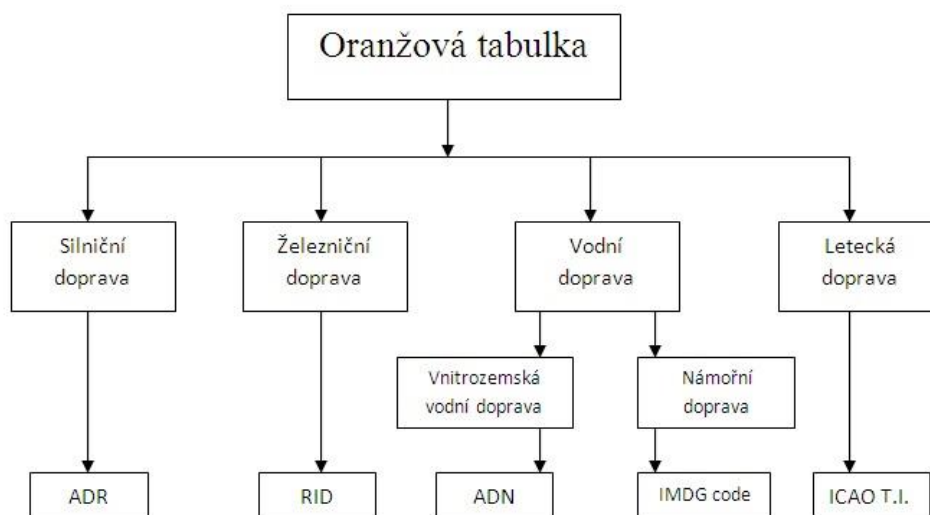 Oranžová tabulka
Silniční
doprava
Železniční
doprava
Vodní
doprava
Letecká
doprava
Vnitrozemská
vodní doprava
Námořní
doprava
ADR
RID
ADN
IMDG code
ICAO T.I.